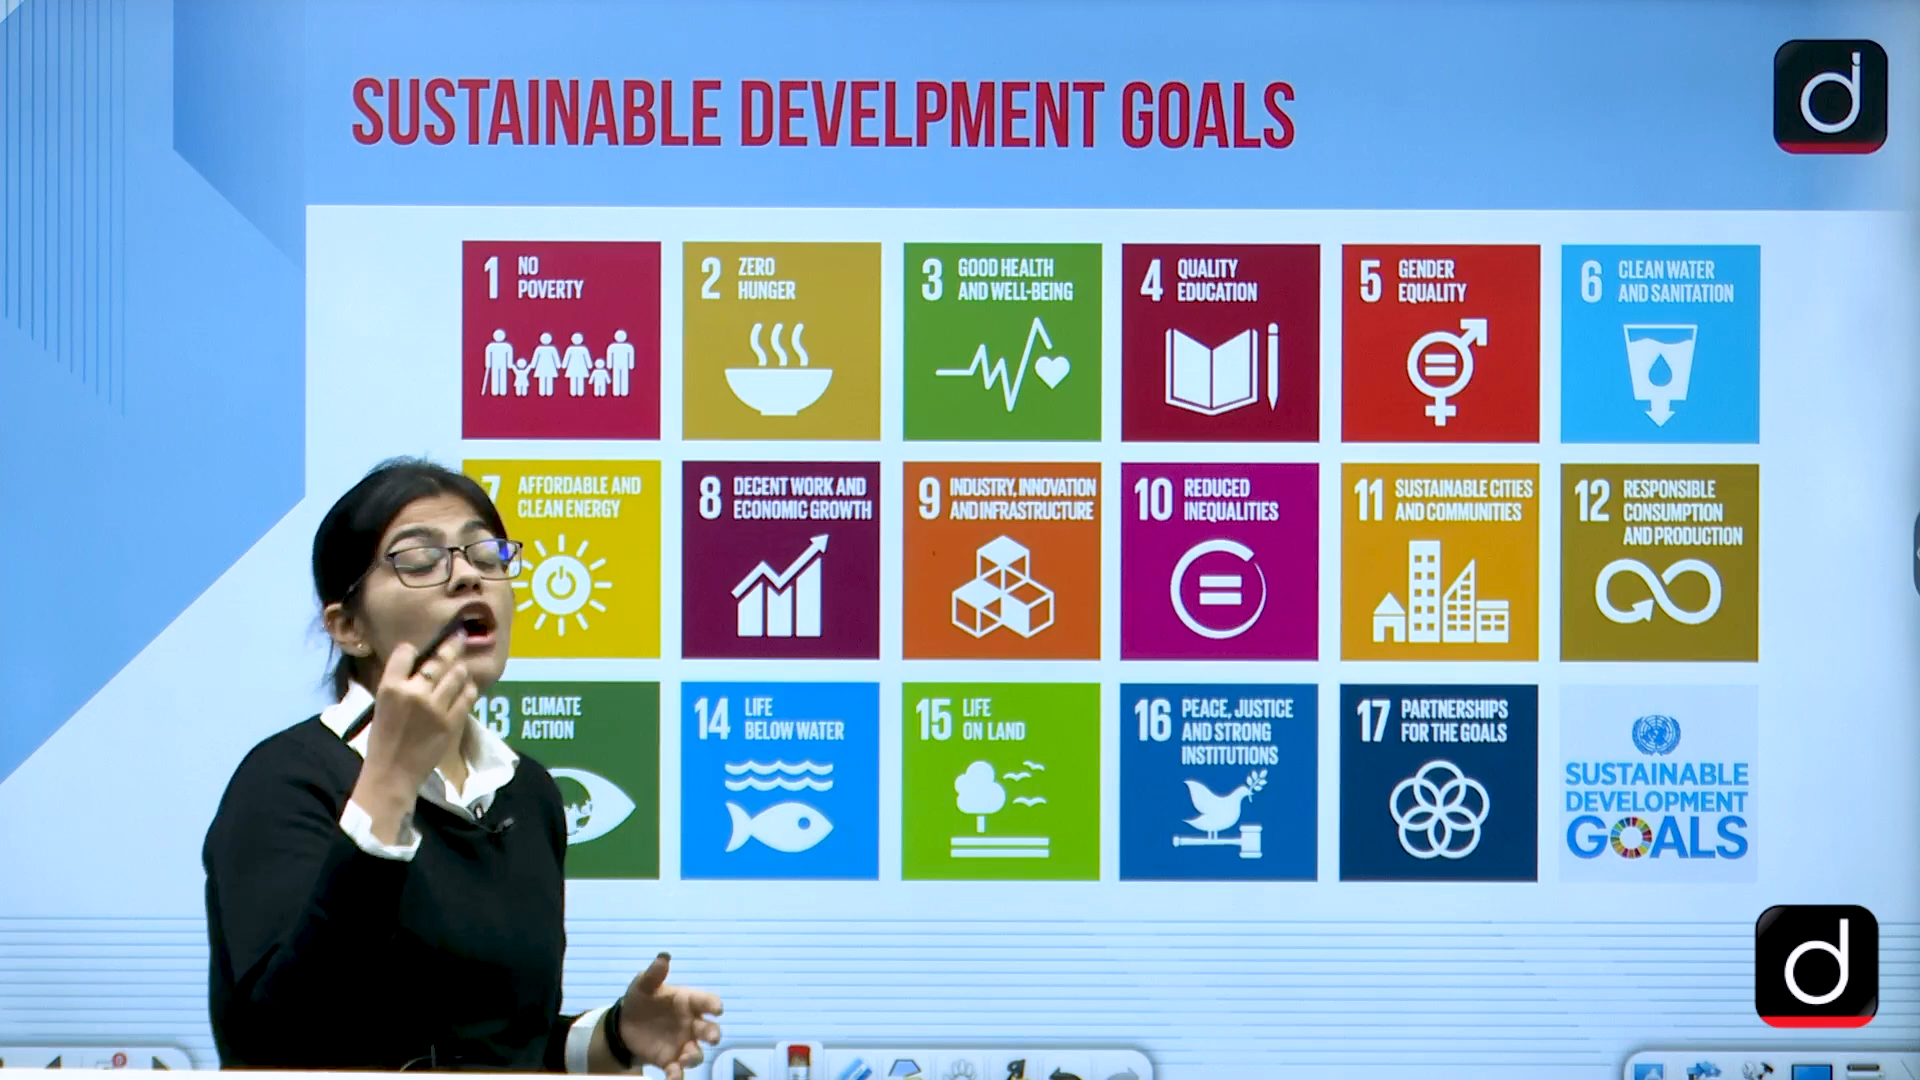 SUSTAINABLE DEVELPMENT GOALS
d
1 NO
POVERTY
2 ZERO
HUNGER
3 GOOD HEALTH
AND WELL-BEING
4 QUALITY
EDUCATION
5 GENDER
EQUALITY
6 CLEAN WATER
AND SANITATION
7 AFFORDABLE AND
CLEAN ENERGY
8 DECENT WORK AND
ECONOMIC GROWTH
9 INDUSTRY, INNOVATION
AND INFRASTRUCTURE
10 REDUCED
INEQUALITIES
11 SUSTAINABLE CITIES
AND COMMUNITIES
12 RESPONSIBLE
CONSUMPTION
AND PRODUCTION
13 CLIMATE
ACTION
14 LIFE
BELOW WATER
15 LIFE
ON LAND
16 PEACE, JUSTICE
AND STRONG
INSTITUTIONS
17 PARTNERSHIPS
FOR THE GOALS
SUSTAINABLE
DEVELOPMENT
GOALS
d